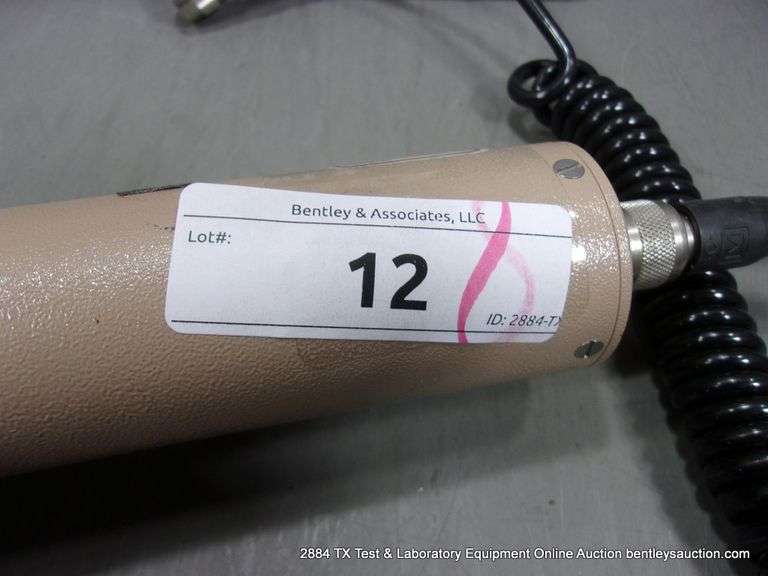 Bentley & Associates, LLC
Lot#:
12
ID: 2884-TX
2884 TX Test & Laboratory Equipment Online Auction bentleysauction.com